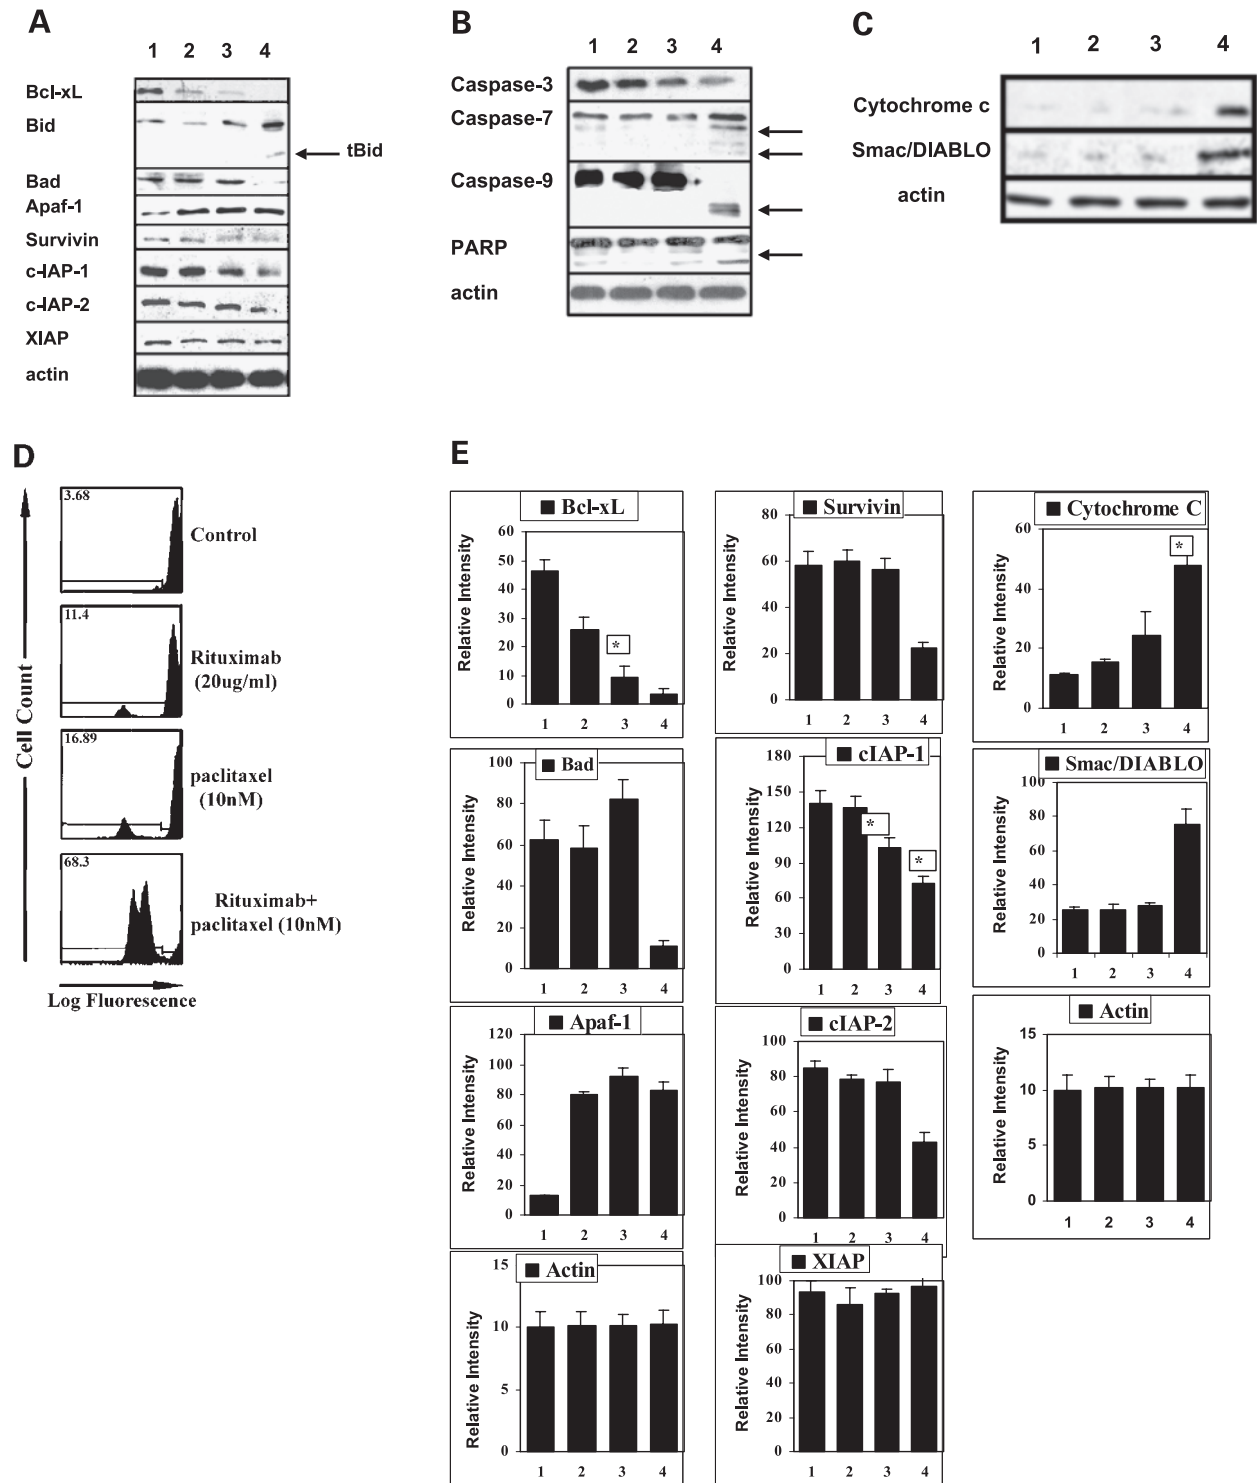 A
1 2 3 4
Bcl-xL
Bid
tBid
Bad
Apaf-1
Survivin
c-IAP-1
c-IAP-2
XIAP
actin
B
1 2 3 4
Caspase-3
Caspase-7
Caspase-9
PARP
actin
C
1 2 3 4
Cytochrome c
Smac/DIABLO
actin
D
Cell Count
3.68
Control
11.4
Rituximab
(20ug/ml)
16.89
paclitaxel
(10nM)
68.3
Rituximab+
paclitaxel (10nM)
Log Fluorescence
E
Bcl-xL
Relative Intensity
60
50
40
30
20
10
0
*
1 2 3 4
Bad
Relative Intensity
100
80
60
40
20
0
1 2 3 4
Apaf-1
Relative Intensity
120
100
80
60
40
20
0
1 2 3 4
Actin
Relative Intensity
15
10
5
0
1 2 3 4
Survivin
Relative Intensity
80
60
40
20
0
1 2 3 4
cIAP-1
Relative Intensity
180
150
120
90
60
30
0
*
*
1 2 3 4
cIAP-2
Relative Intensity
100
80
60
40
20
0
1 2 3 4
XIAP
Relative Intensity
100
80
60
40
20
0
1 2 3 4
Cytochrome C
Relative Intensity
60
40
20
0
*
1 2 3 4
Smac/DIABLO
Relative Intensity
100
80
60
40
20
0
1 2 3 4
Actin
Relative Intensity
15
10
5
0
1 2 3 4